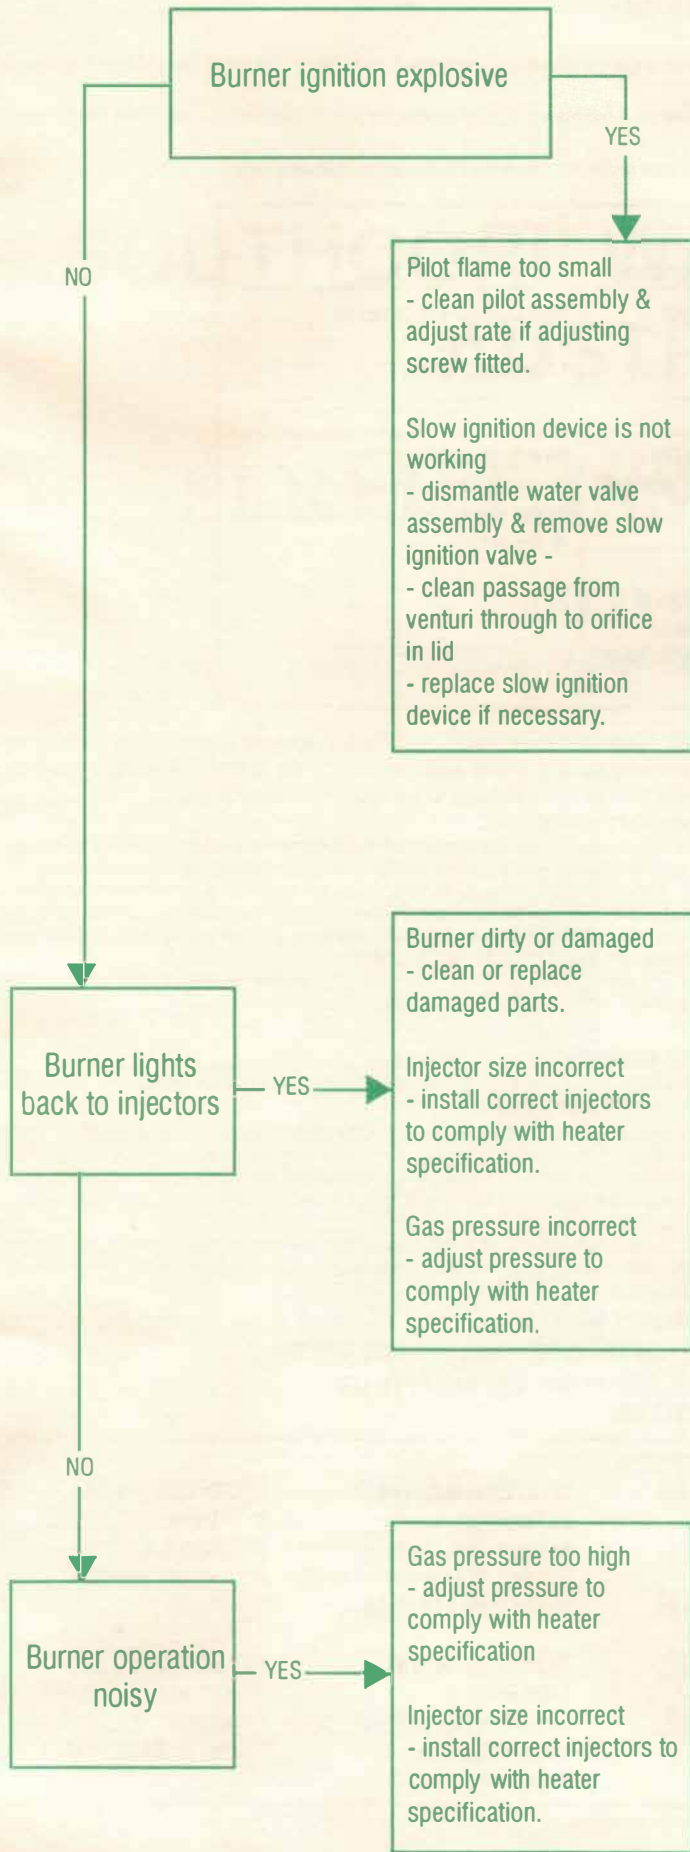 Burner ignition explosive
YES
NO
Pilot flame too small
- clean pilot assembly &
adjust rate if adjusting
screw fitted.
Slow ignition device is not
working
- dismantle water valve
assembly & remove slow
ignition valve -
- clean passage from
venturi through to orifice
in lid
- replace slow ignition
device if necessary.
Burner lights
back to injectors
YES
Burner dirty or damaged
- clean or replace
damaged parts.
Injector size incorrect
- install correct injectors
to comply with heater
specification.
Gas pressure incorrect
- adjust pressure to
comply with heater
specification.
NO
Burner operation
noisy
YES
Gas pressure too high
- adjust pressure to
comply with heater
specification
Injector size incorrect
- install correct injectors to
comply with heater
specification.